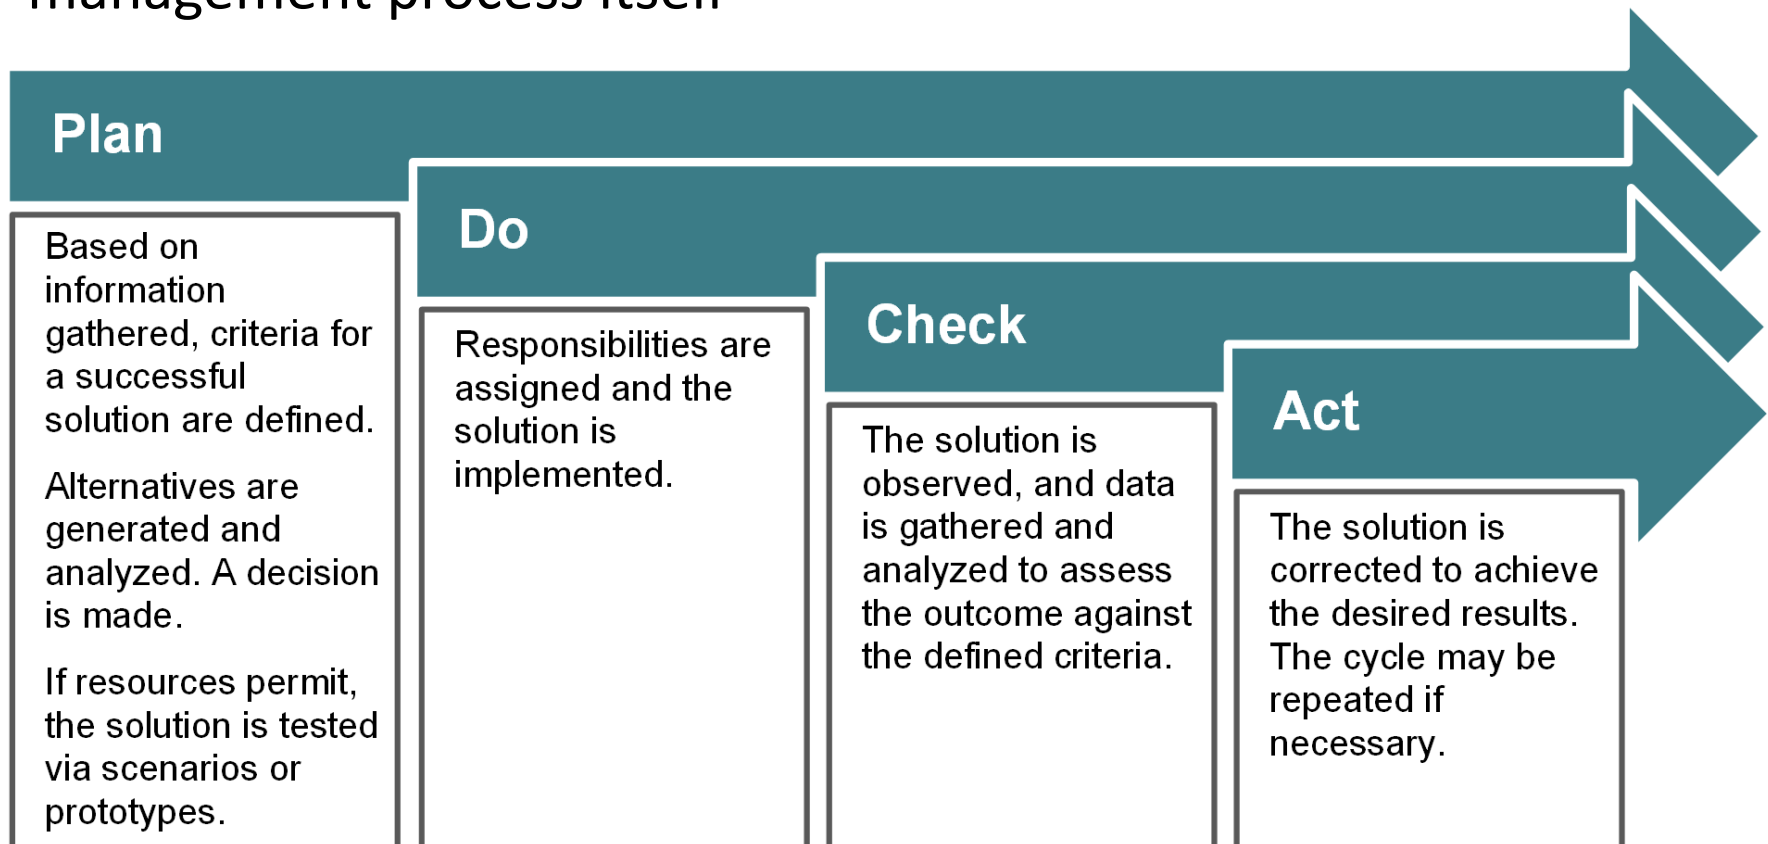 management process itself
Plan
Based on
information
gathered, criteria for
a successful
solution are defined.
Alternatives are
generated and
analyzed. A decision
is made.
If resources permit,
the solution is tested
via scenarios or
prototypes.
Do
Responsibilities are
assigned and the
solution is
implemented.
Check
The solution is
observed, and data
is gathered and
analyzed to assess
the outcome against
the defined criteria.
Act
The solution is
corrected to achieve
the desired results.
The cycle may be
repeated if
necessary.